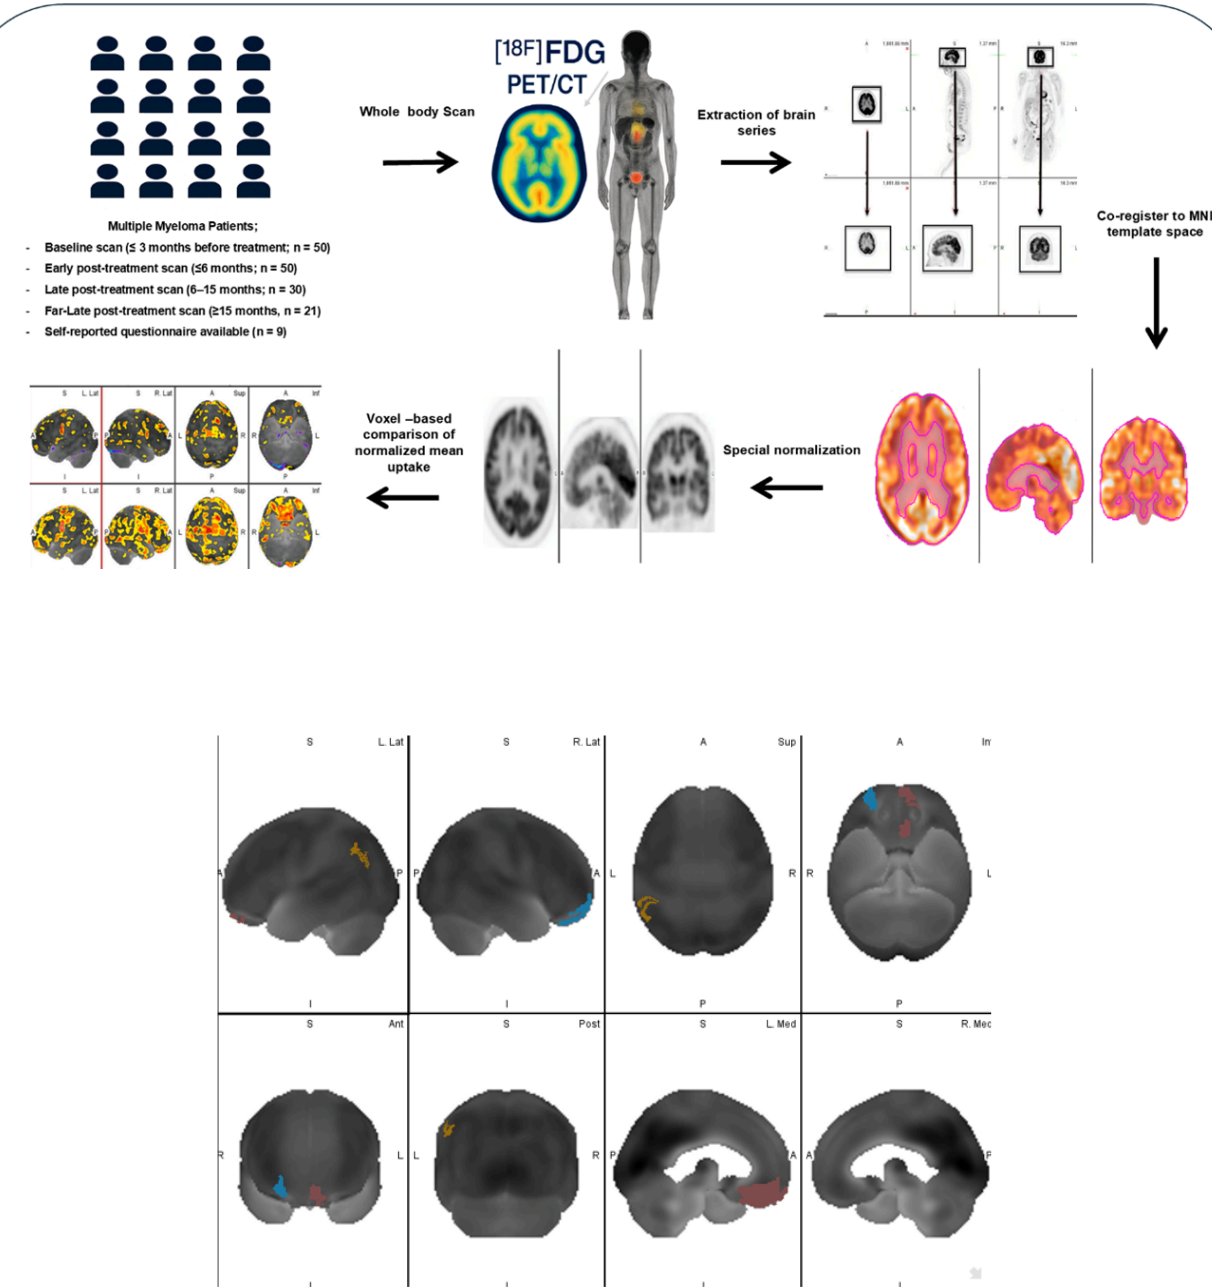 [18F]FDG
PET/CT
Whole body Scan
Extraction of brain
series
Co-register to MNI
template space
Multiple Myeloma Patients;
- Baseline scan (≤ 3 months before treatment; n = 50)
- Early post-treatment scan (≤6 months; n = 50)
- Late post-treatment scan (6–15 months; n = 30)
- Far-Late post-treatment scan (≥15 months, n = 21)
- Self-reported questionnaire available (n = 9)
Voxel –based
comparison of
normalized mean
uptake
Special normalization
S L. Lat S R. Lat A Sup A Inf
A P P A L R R L
I I P P
S L. Lat S R. Lat A Sup A Inf
A P P A L R R L
S L. Lat S R. Lat A Sup A In
A P P A L R R L
I I P P
S Ant S Post S L. Med S R. Med
R L L R P A A P
I I I I